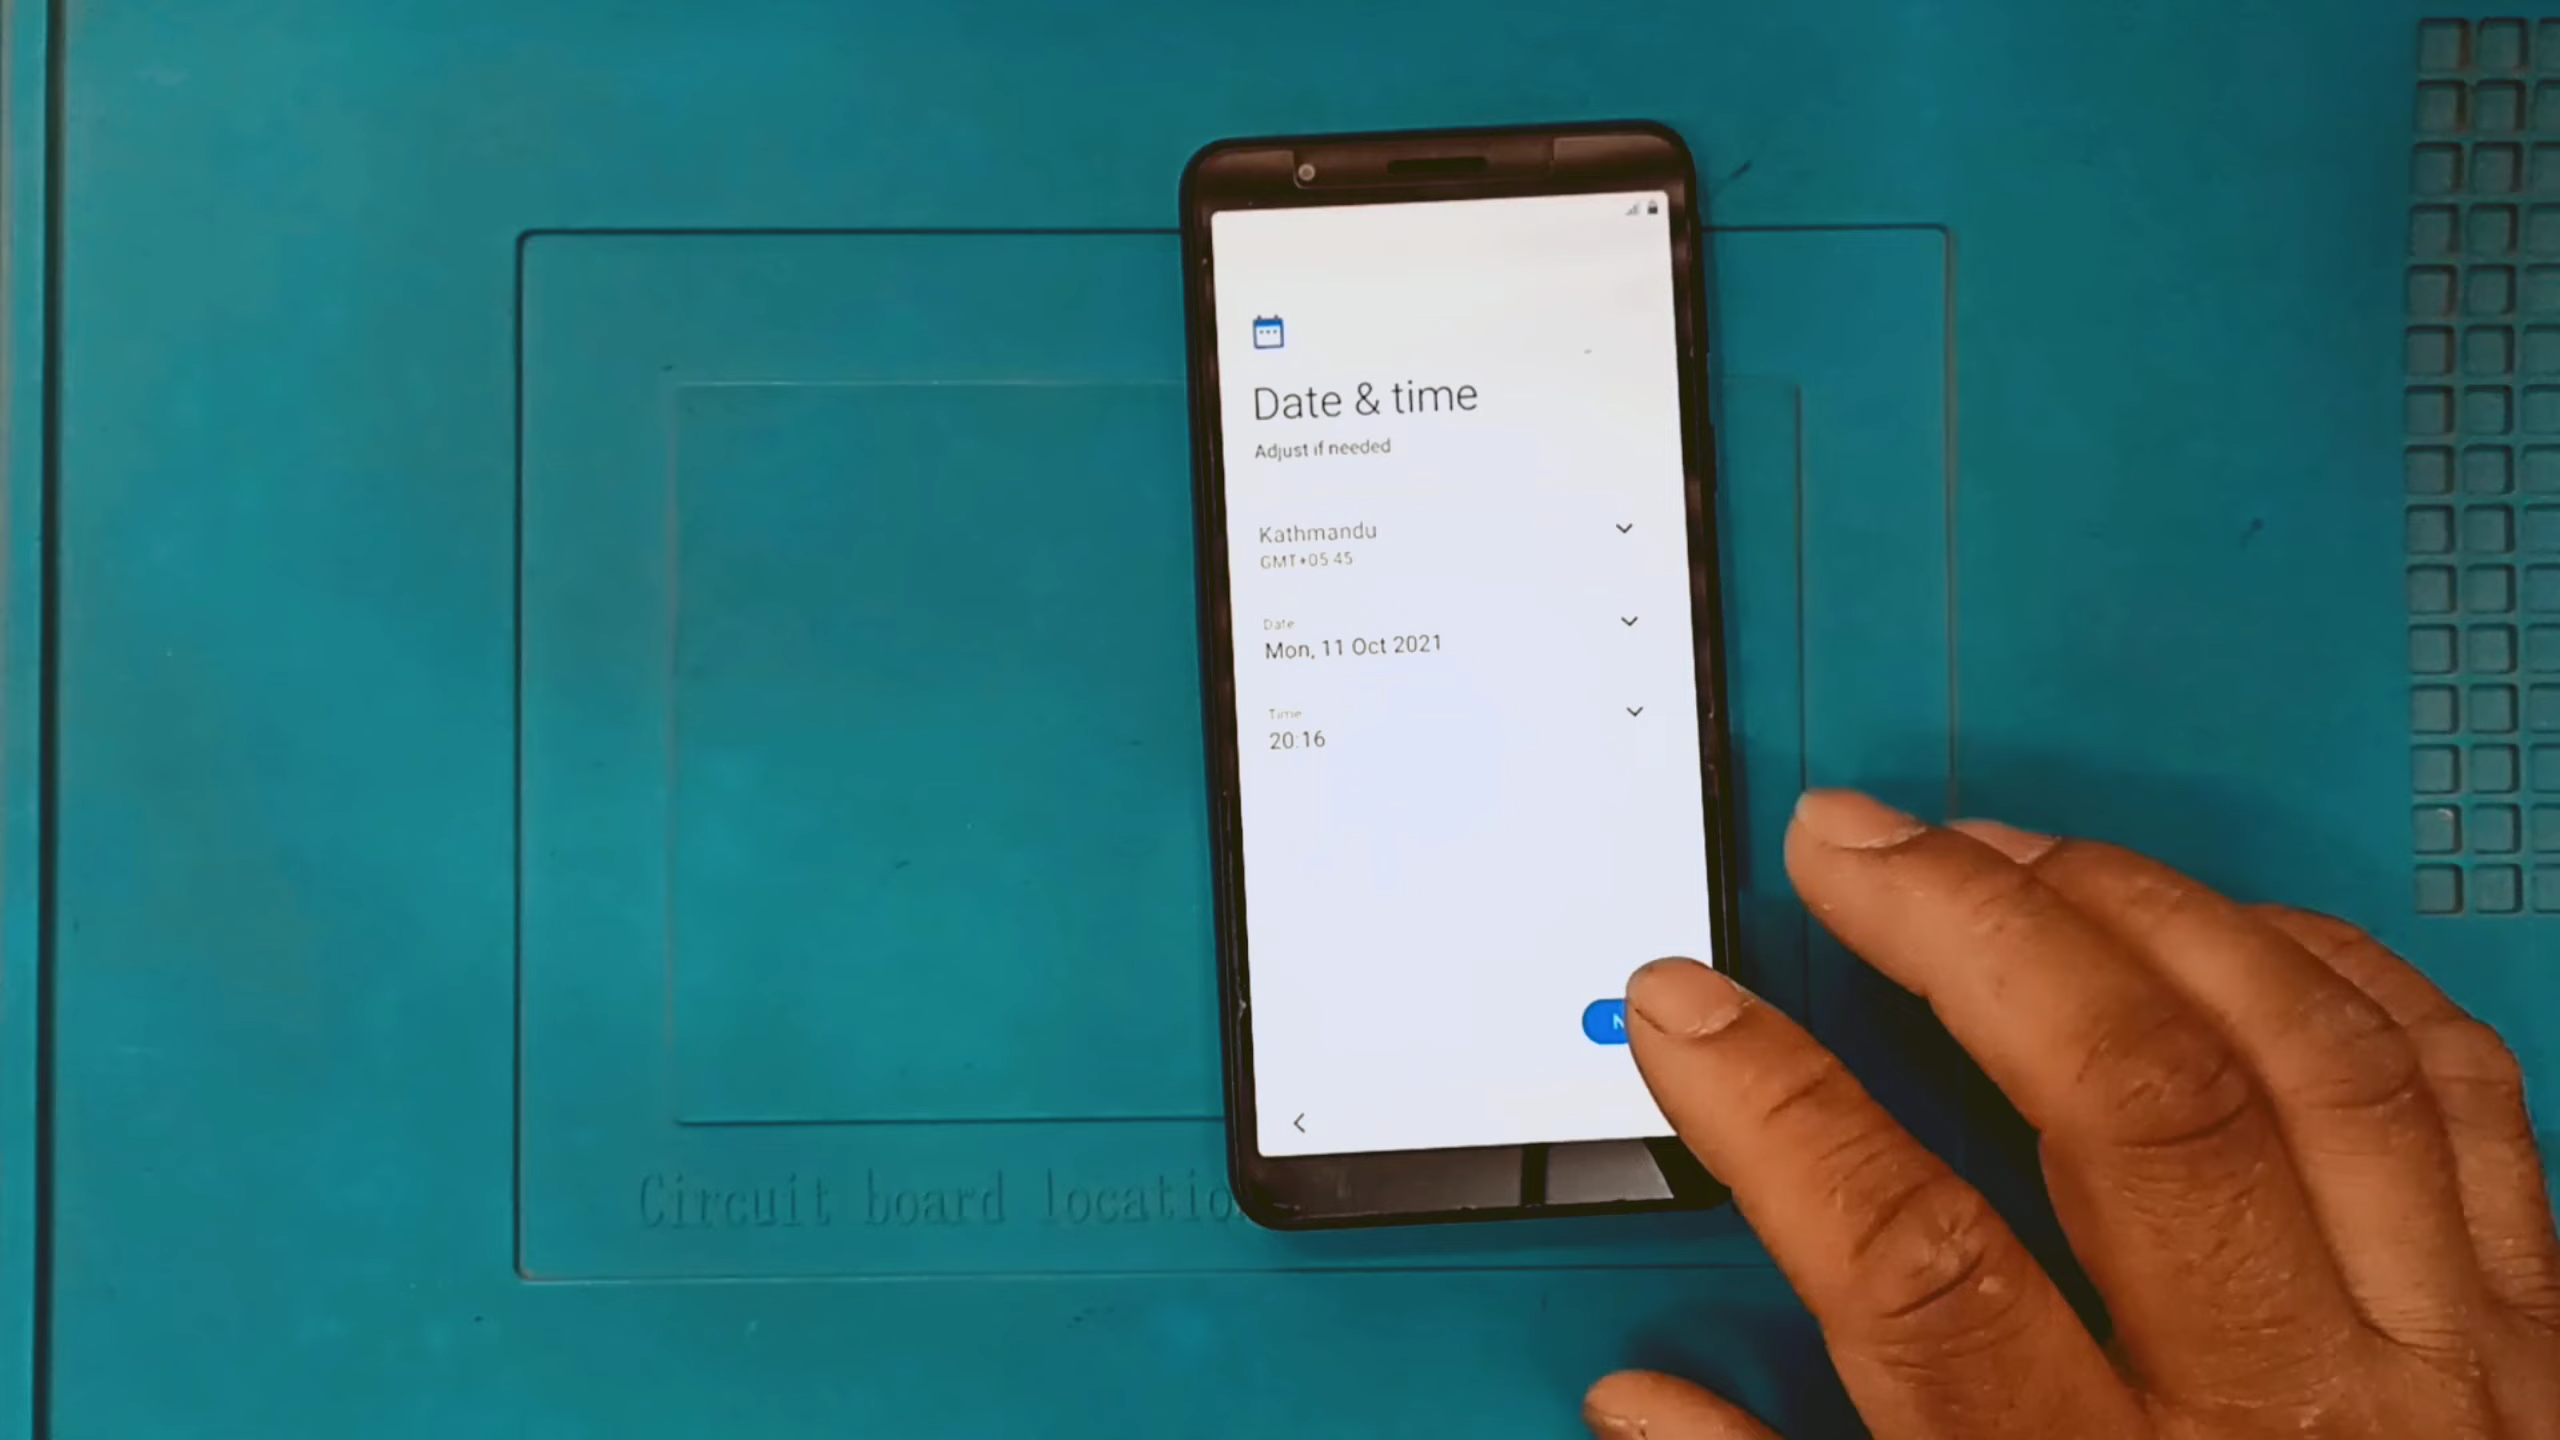 Date & time
Adjust if needed
Kathmandu
GMT+05:45
Date
Mon, 11 Oct 2021
Time
20:16
Circuit board